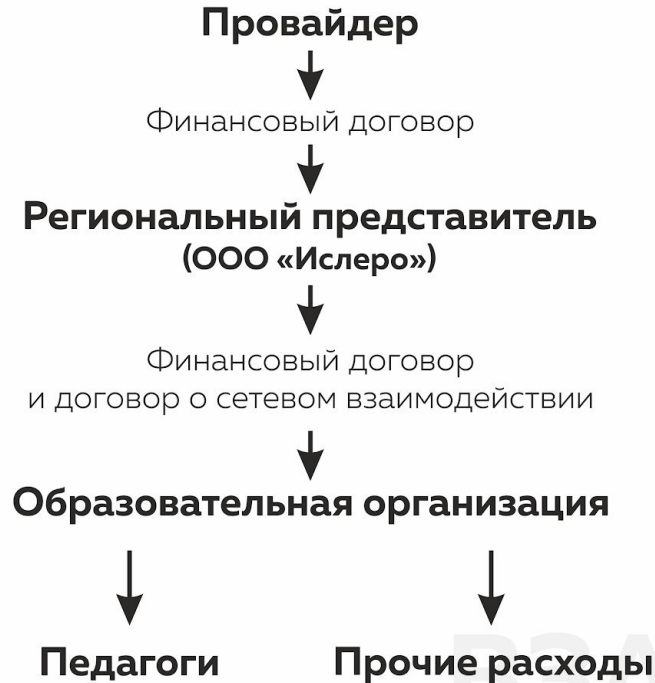 Провайдер
Финансовый договор
Региональный представитель
(ООО «Ислеро»)
Финансовый договор
и договор о сетевом взаимодействии
Образовательная организация
Педагоги
Прочие расходы